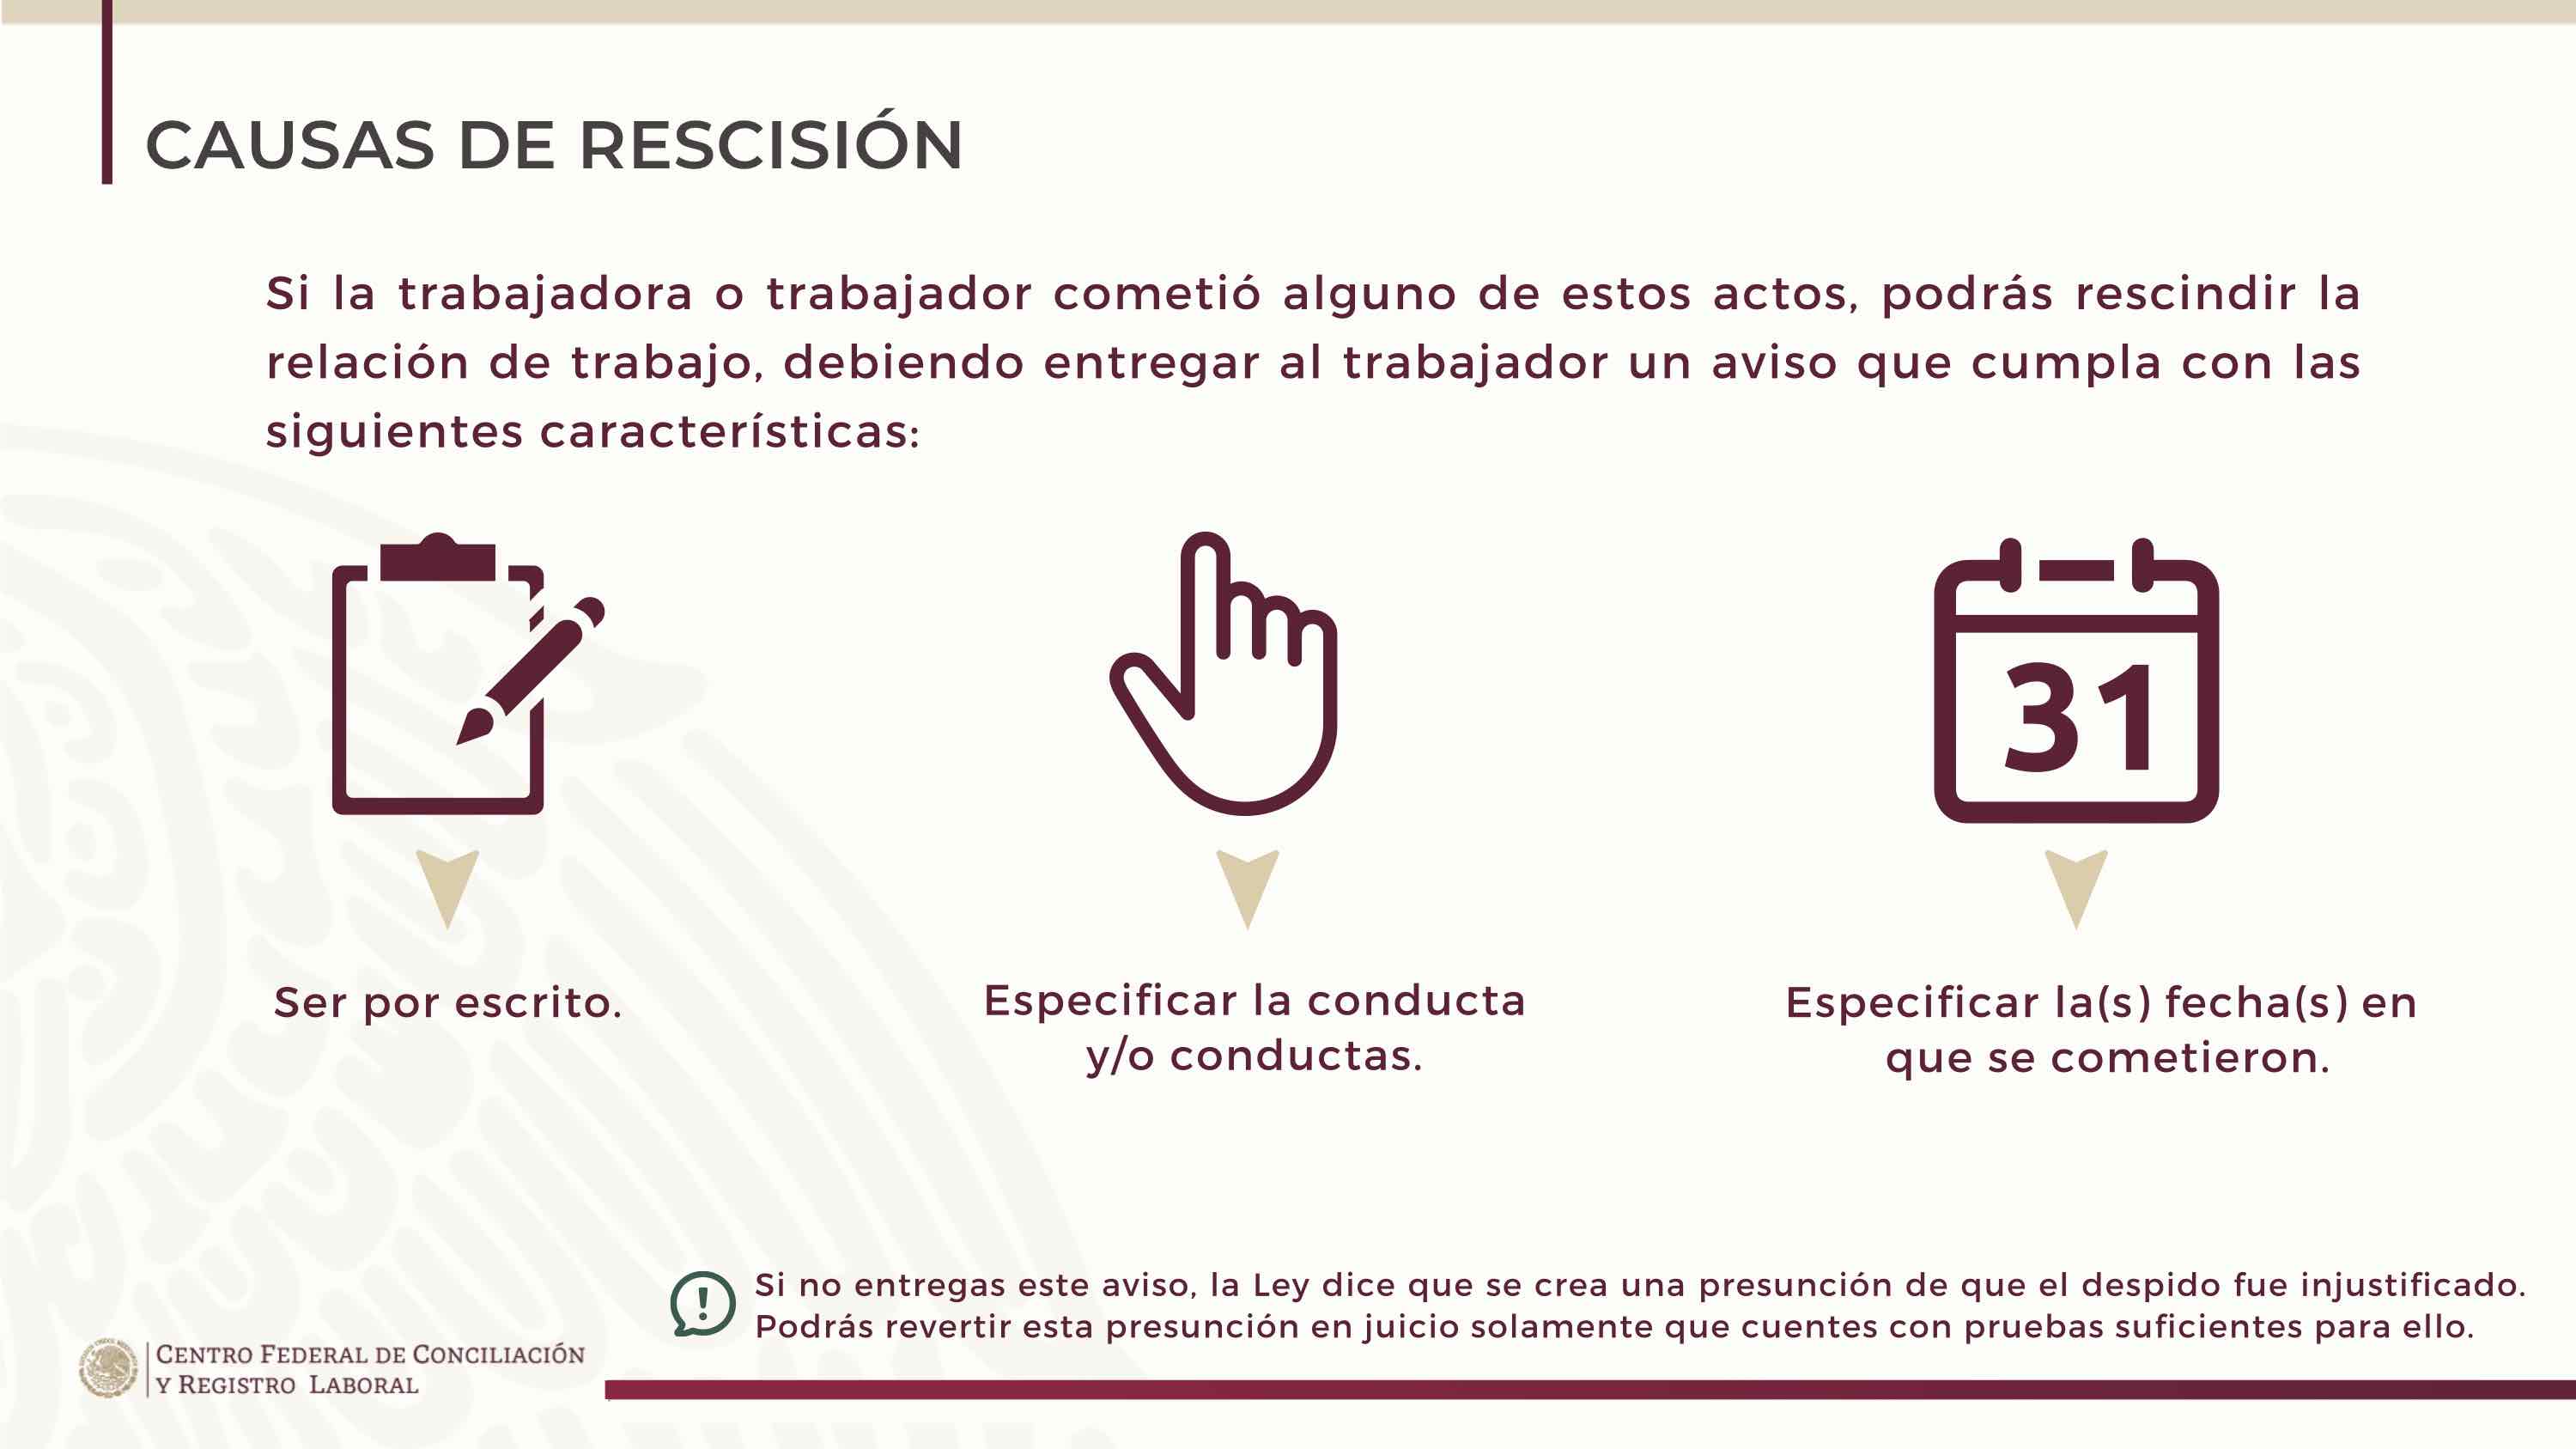 CAUSAS DE RESCISIÓN
Si la trabajadora o trabajador cometió alguno de estos actos, podrás rescindir la
relación de trabajo, debiendo entregar al trabajador un aviso que cumpla con las
siguientes características:
31
Ser por escrito.
Especificar la conducta
y/o conductas.
Especificar la(s) fecha(s) en
que se cometieron.
Si no entregas este aviso, la Ley dice que se crea una presunción de que el despido fue injustificado.
Podrás revertir esta presunción en juicio solamente que cuentes con pruebas suficientes para ello.
CENTRO FEDERAL DE CONCILIACIÓN
Y REGISTRO LABORAL